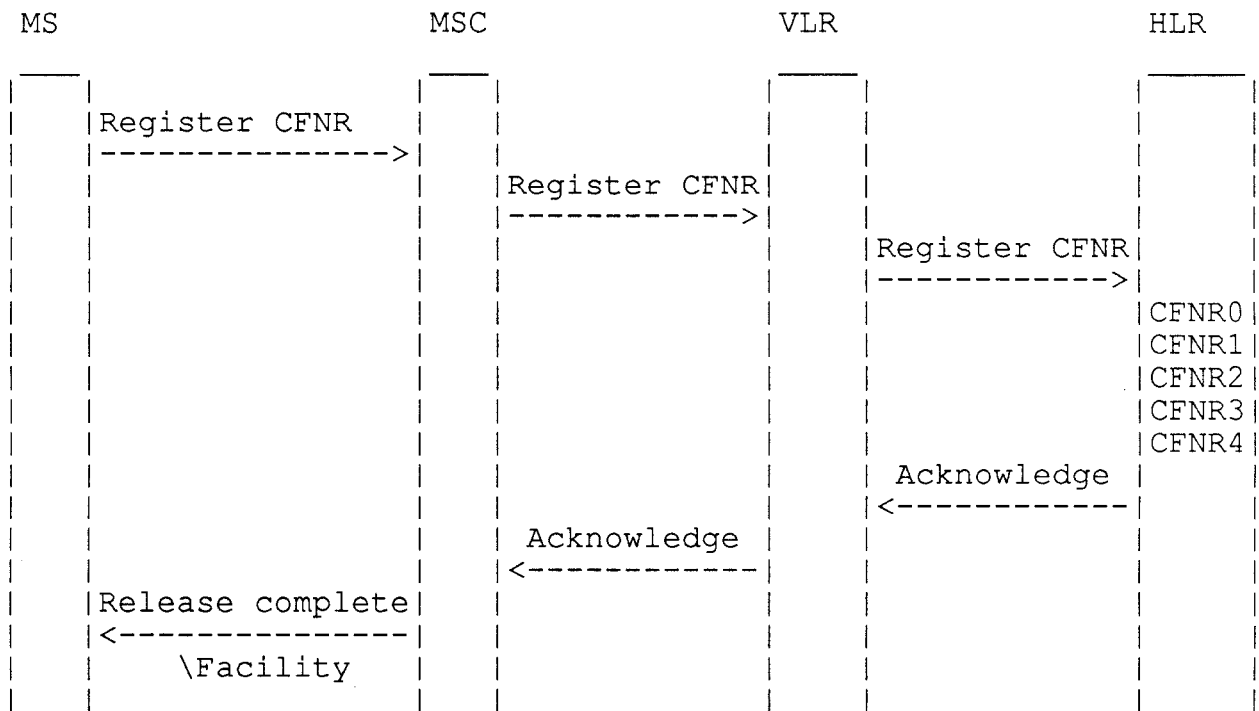 MS MSC VLR HLR
Register CFNR
Register CFNR
Register CFNR
CFNR0
CFNR1
CFNR2
CFNR3
CFNR4
Acknowledge
Acknowledge
Release complete
\Facility